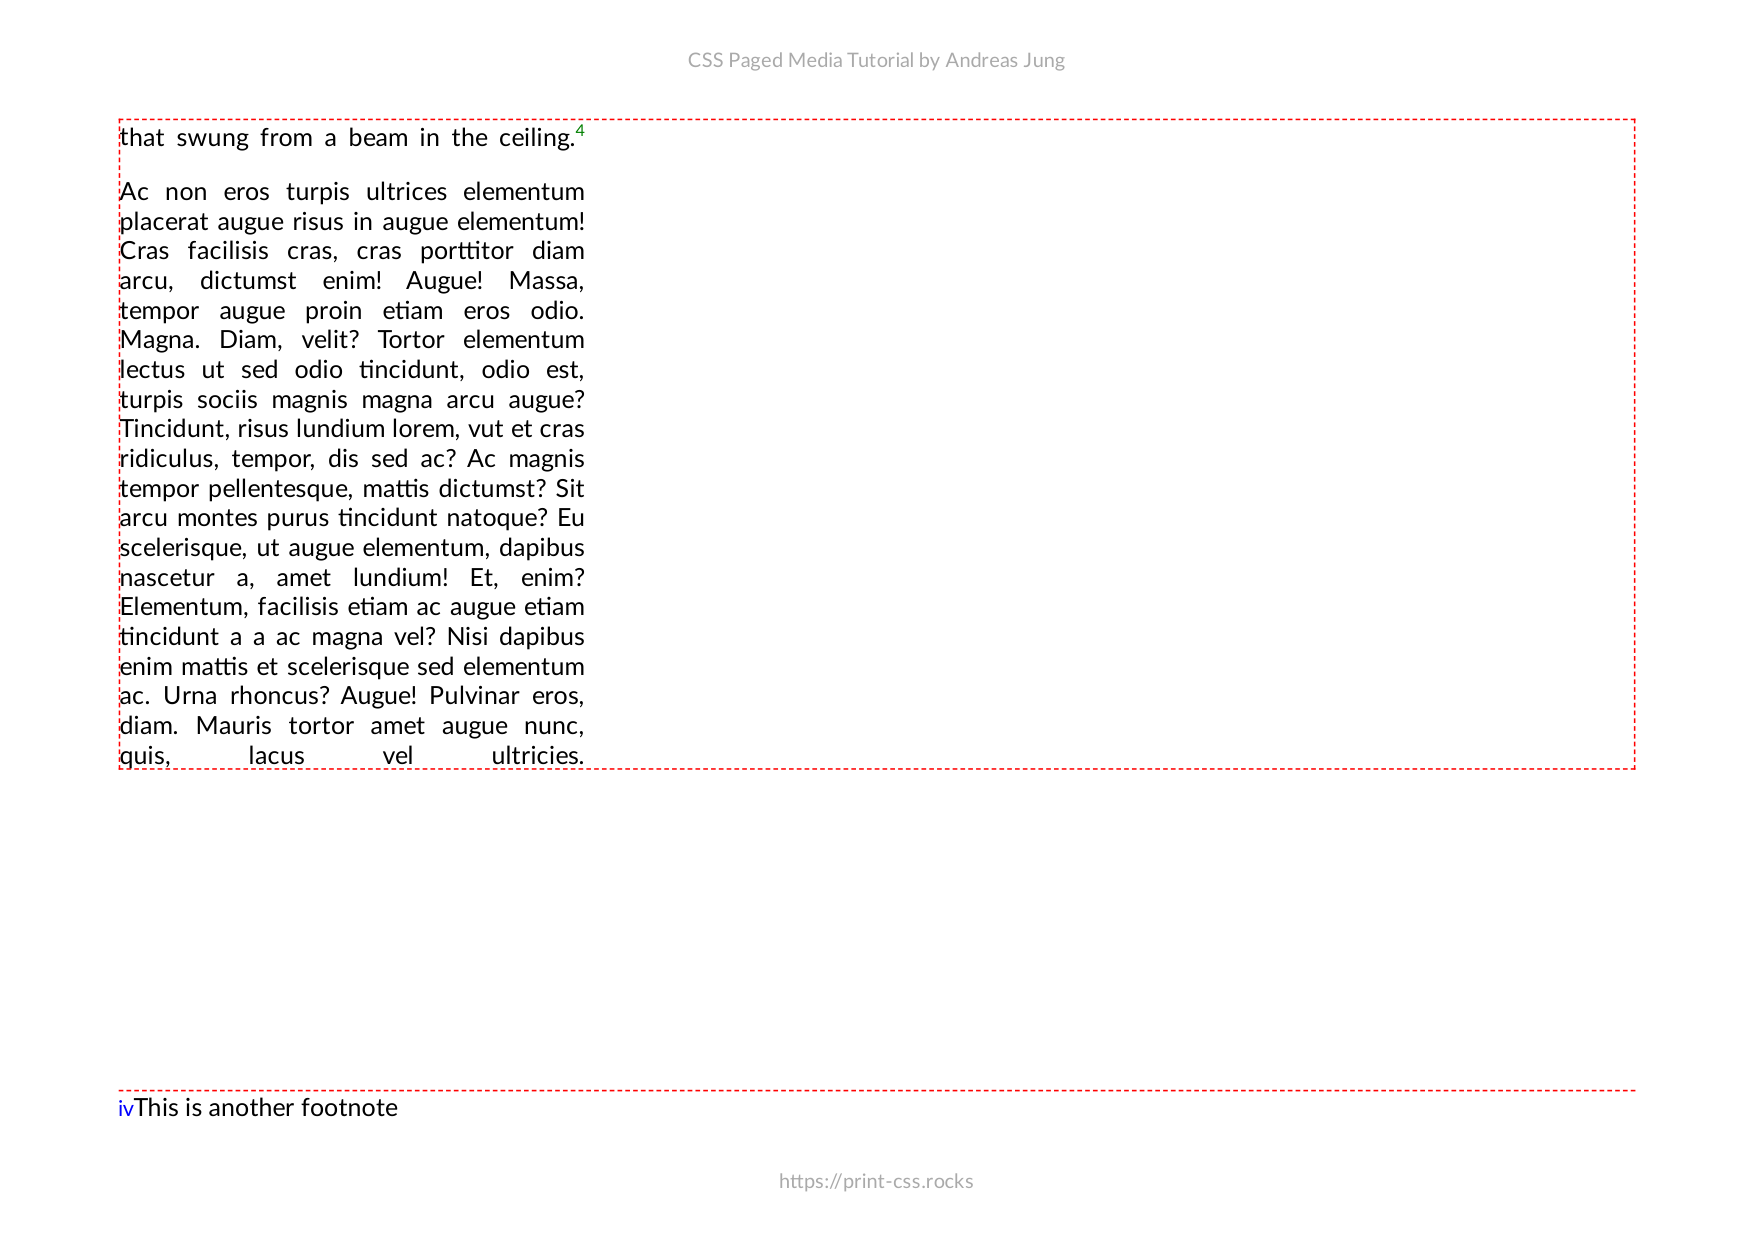 CSS Paged Media Tutorial by Andreas Jung
that swung from a beam in the ceiling.4
Ac non eros turpis ultrices elementum
placerat augue risus in augue elementum!
Cras facilisis cras, cras porttitor diam
arcu, dictumst enim! Augue! Massa,
tempor augue proin etiam eros odio.
Magna. Diam, velit? Tortor elementum
lectus ut sed odio tincidunt, odio est,
turpis sociis magnis magna arcu augue?
Tincidunt, risus lundium lorem, vut et cras
ridiculus, tempor, dis sed ac? Ac magnis
tempor pellentesque, mattis dictumst? Sit
arcu montes purus tincidunt natoque? Eu
scelerisque, ut augue elementum, dapibus
nascetur a, amet lundium! Et, enim?
Elementum, facilisis etiam ac augue etiam
tincidunt a a ac magna vel? Nisi dapibus
enim mattis et scelerisque sed elementum
ac. Urna rhoncus? Augue! Pulvinar eros,
diam. Mauris tortor amet augue nunc,
quis, lacus vel ultricies.
ivThis is another footnote
https://print-css.rocks